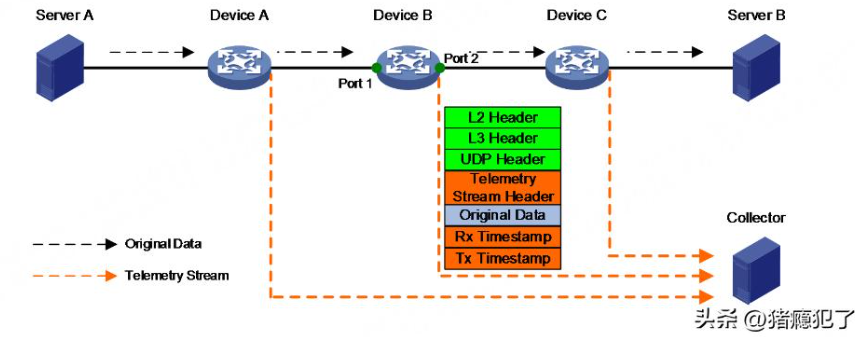 Server A
Device A
Device B
Device C
Server B
Port 1
Port 2
L2 Header
L3 Header
UDP Header
Telemetry
Stream Header
Original Data
Rx Timestamp
Tx Timestamp
Collector
Original Data
Telemetry Stream
头条 @猪瘾犯了